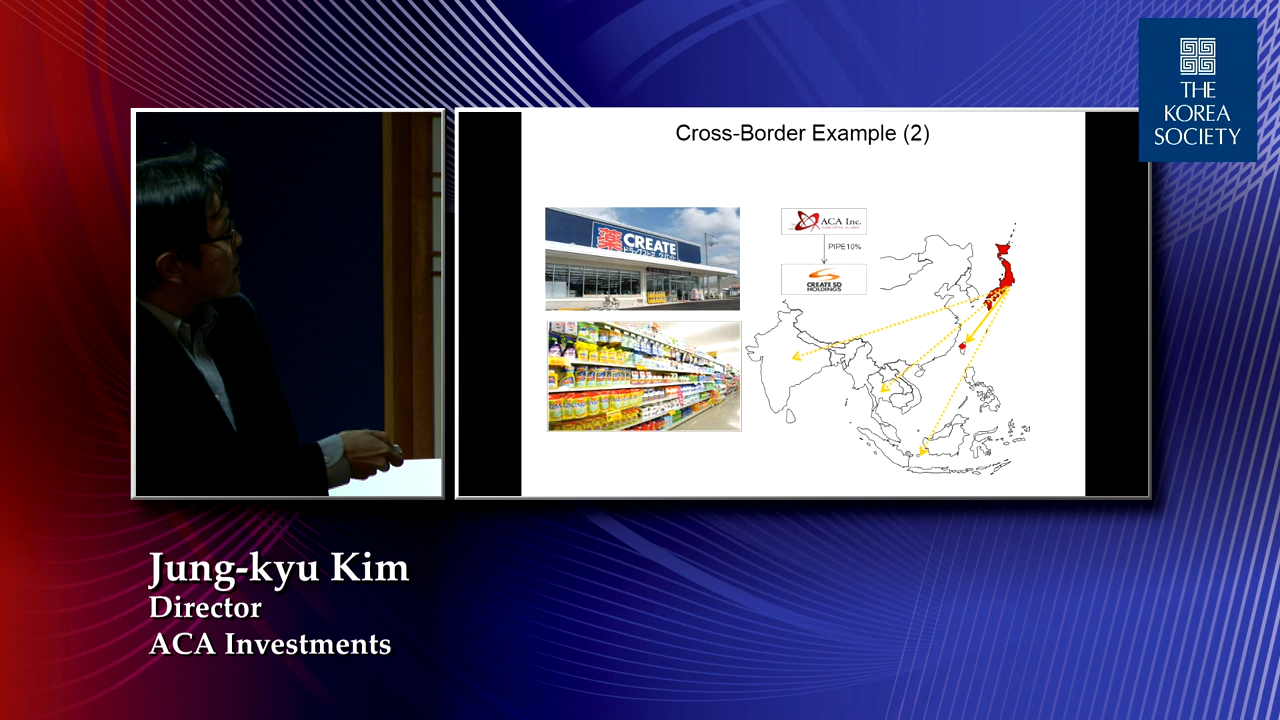 THE
KOREA
SOCIETY
Cross-Border Example (2)
薬 CREATE
ACA Inc.
PIPE10%
CREATE SD
HOLDINGS
Jung-kyu Kim
Director
ACA Investments